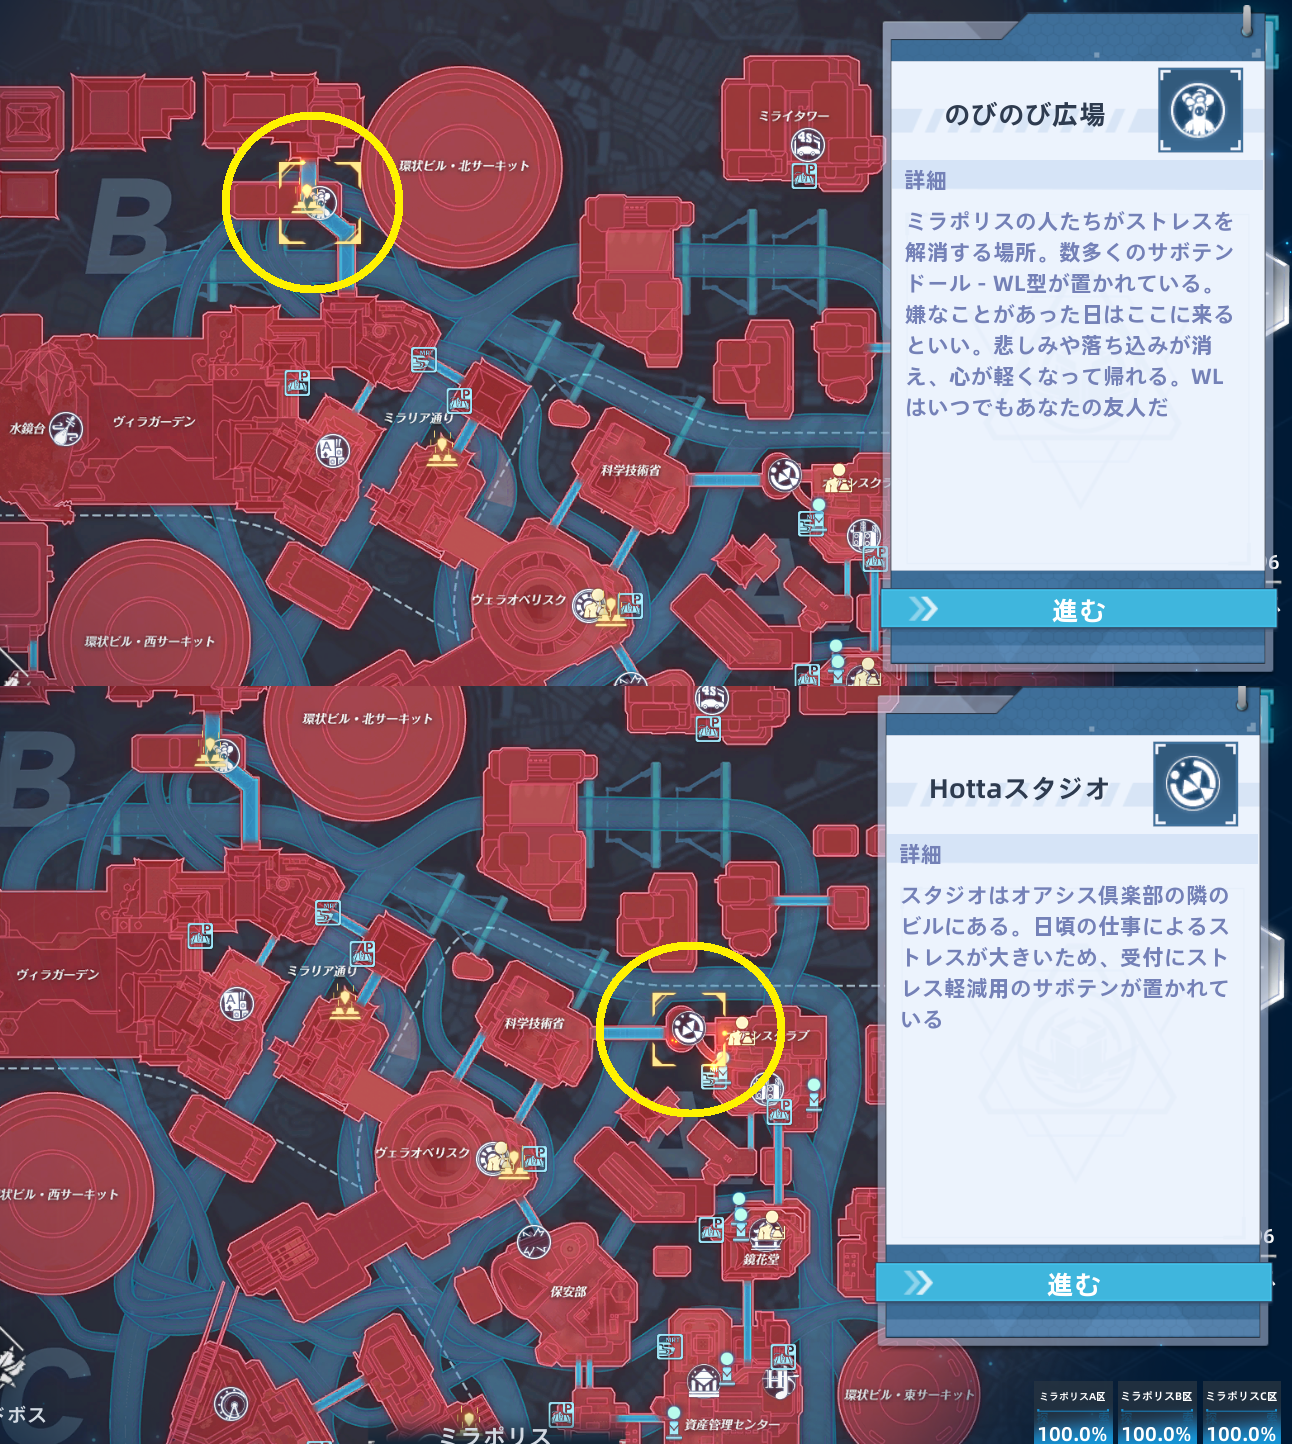 B
環状ビル・北サーキット
ミライタワー
4S
P
P
P
ミラリア通り
水鏡台
ヴィラガーデン
A
科学技術省
P
ヴェラオベリスク
P
A
環状ビル・西サーキット
P
のびのび広場
詳細
ミラポリスの人たちがストレスを
解消する場所。数多くのサボテン
ドール - WL型が置かれている。
嫌なことがあった日はここに来る
といい。悲しみや落ち込みが消
え、心が軽くなって帰れる。WL
はいつでもあなたの友人だ
6
進む
環状ビル・北サーキット
4S
P
B
P
P
ミラリア通り
ヴィラガーデン
A
科学技術省
シスクラブ
P
A
ヴェラオベリスク
P
状ビル・西サーキット
P
鏡花堂
保安部
P
C
ドボス
P
ミラポリス
資産管理センター
環状ビル・東サーキット
Hottaスタジオ
詳細
スタジオはオアシス倶楽部の隣の
ビルにある。日頃の仕事によるス
トレスが大きいため、受付にスト
レス軽減用のサボテンが置かれて
いる
6
進む
ミラポリスA区
ミラポリスB区
ミラポリスC区
100.0%
100.0%
100.0%